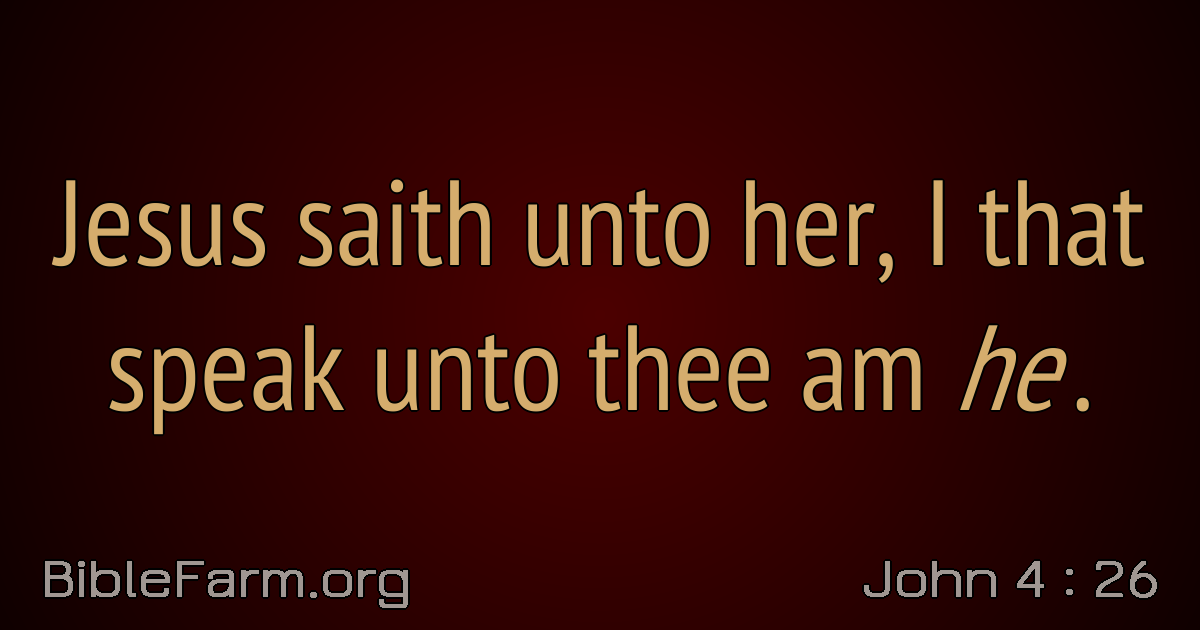 Jesus saith unto her, I that
speak unto thee am he.
BibleFarm.org
John 4 : 26